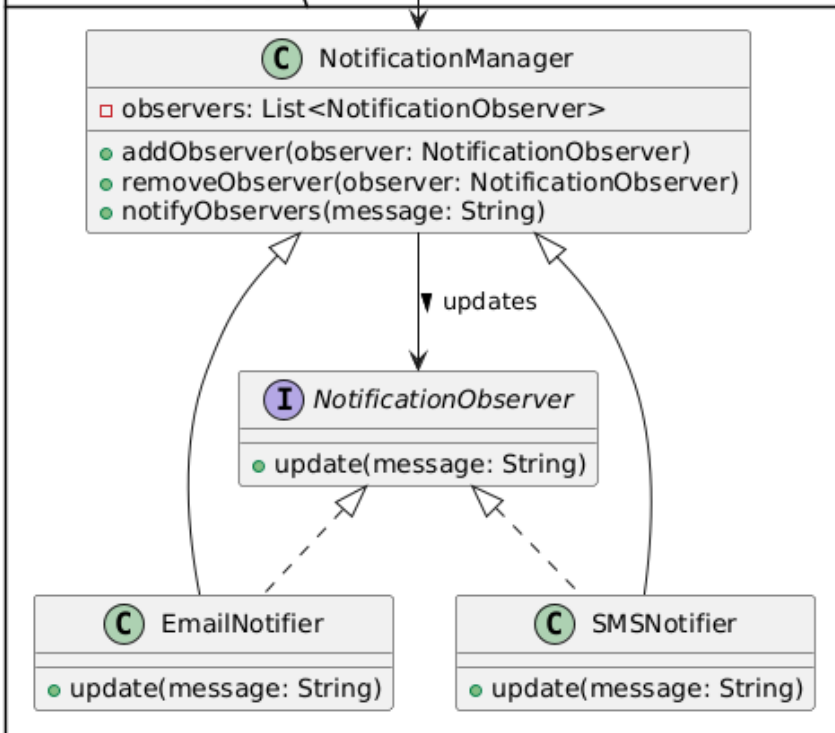 C NotificationManager
observers: List<NotificationObserver>
addObserver(observer: NotificationObserver)
removeObserver(observer: NotificationObserver)
notifyObservers(message: String)
updates
I NotificationObserver
update(message: String)
C EmailNotifier
update(message: String)
C SMSNotifier
update(message: String)